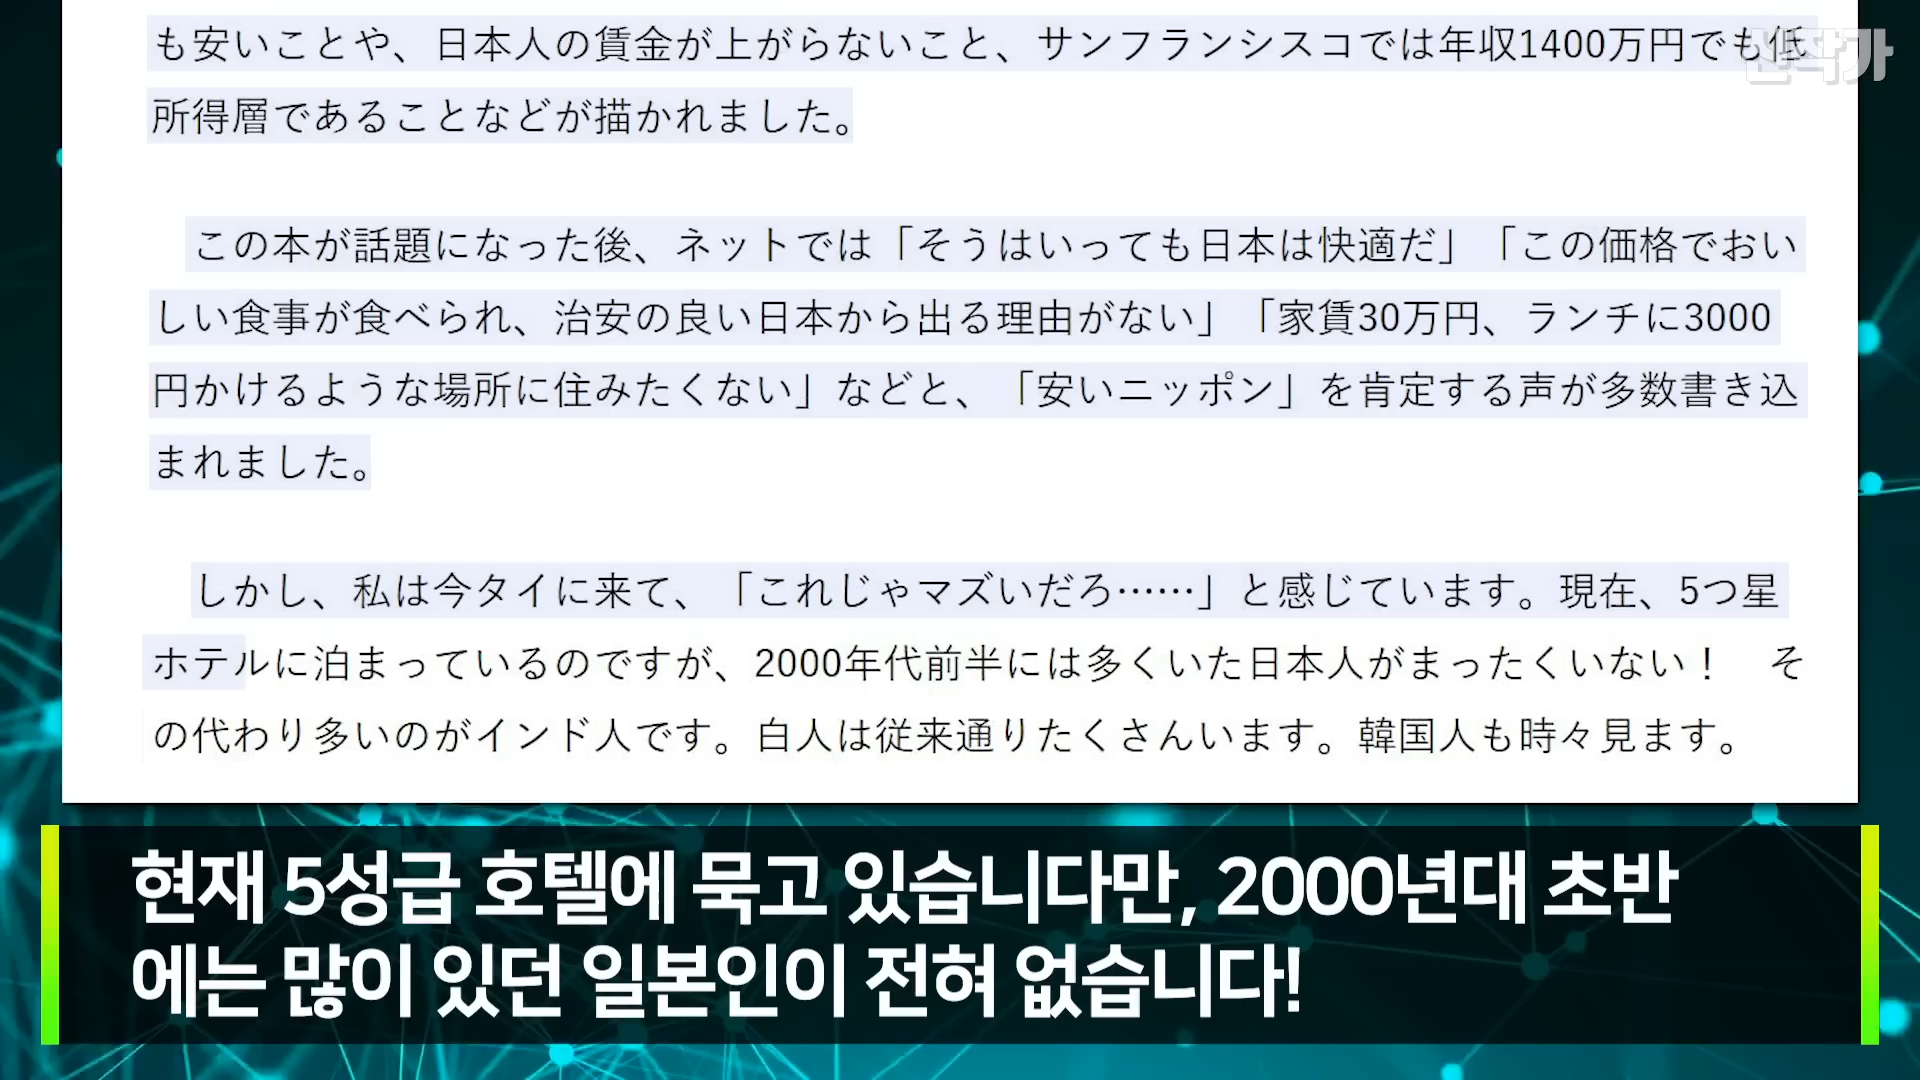 も安いことや、日本人の賃金が上がらないこと、サンフランシスコでは年収1400万円でも低
所得層であることなどが描かれました。
この本が話題になった後、ネットでは「そうはいっても日本は快適だ」「この価格でおい
しい食事が食べられ、治安の良い日本から出る理由がない」「家賃30万円、ランチに3000
円かけるような場所に住みたくない」などと、「安いニッポン」を肯定する声が多数書き込
まれました。
しかし、私は今タイに来て、「これじゃマズいだろ……」と感じています。現在、5つ星
ホテルに泊まっているのですが、2000年代前半には多くいた日本人がまったくいない！　そ
の代わり多いのがインド人です。白人は従来通りたくさんいます。韓国人も時々見ます。
현재 5성급 호텔에 묵고 있습니다만, 2000년대 초반
에는 많이 있던 일본인이 전혀 없습니다!